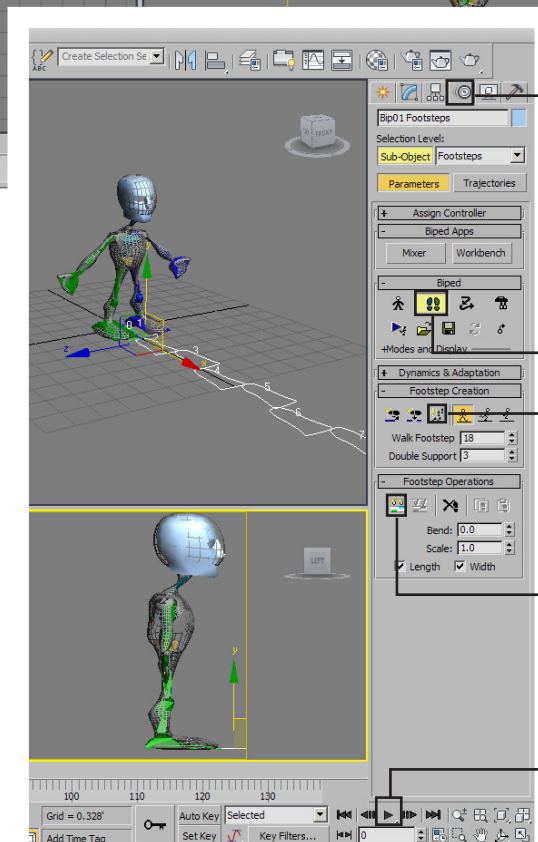 ABC
Create Selection Se
FRONT
Bip01 Footsteps
Selection Level:
Sub-Object Footsteps
Parameters Trajectories
+ Assign Controller
- Biped Apps
Mixer Workbench
- Biped
+Modes and Display
+ Dynamics & Adaptation
- Footstep Creation
Walk Footstep 18
Double Support 3
- Footstep Operations
Bend: 0.0
Scale: 1.0
Length Width
0 1
2
3
4
5
6
7
z
x
LEFT
y
100 120 130
Grid = 0.328' Auto Key Selected
Add Time Tag Set Key Key Filters... 0